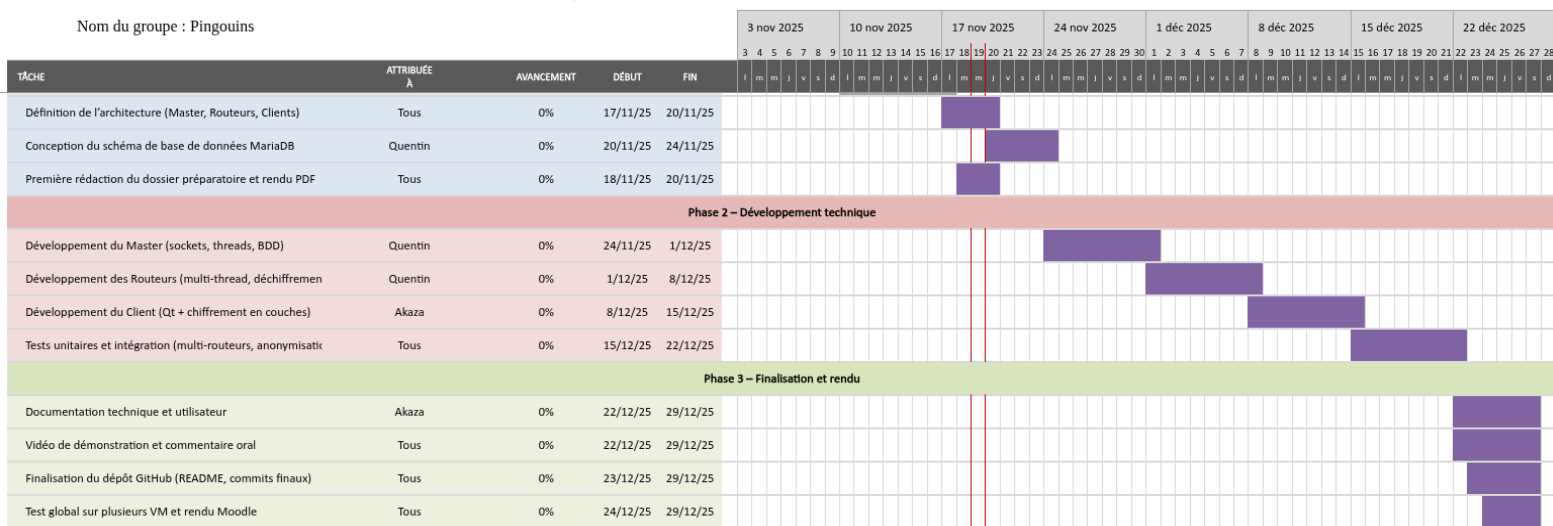 Nom du groupe : Pingouins
3 nov 2025 10 nov 2025 17 nov 2025 24 nov 2025 1 déc 2025 8 déc 2025 15 déc 2025 22 déc 2025
3 4 5 6 7 8 9 10 11 12 13 14 15 16 17 18 19 20 21 22 23 24 25 26 27 28 29 30 1 2 3 4 5 6 7 8 9 10 11 12 13 14 15 16 17 18 19 20 21 22 23 24 25 26 27 28
TÂCHE ATTRIBUÉE À AVANCEMENT DÉBUT FIN l m m j v s d l m m j v s d l m m j v s d l m m j v s d l m m j v s d l m m j v s d l m m j v s d l m m j v s d
Définition de l'architecture (Master, Routeurs, Clients) Tous 0% 17/11/25 20/11/25
Conception du schéma de base de données MariaDB Quentin 0% 20/11/25 24/11/25
Première rédaction du dossier préparatoire et rendu PDF Tous 0% 18/11/25 20/11/25
Phase 2 – Développement technique
Développement du Master (sockets, threads, BDD) Quentin 0% 24/11/25 1/12/25
Développement des Routeurs (multi-thread, déchiffremen Quentin 0% 1/12/25 8/12/25
Développement du Client (Qt + chiffrement en couches) Akaza 0% 8/12/25 15/12/25
Tests unitaires et intégration (multi-routeurs, anonymisatic Tous 0% 15/12/25 22/12/25
Phase 3 – Finalisation et rendu
Documentation technique et utilisateur Akaza 0% 22/12/25 29/12/25
Vidéo de démonstration et commentaire oral Tous 0% 22/12/25 29/12/25
Finalisation du dépôt GitHub (README, commits finaux) Tous 0% 23/12/25 29/12/25
Test global sur plusieurs VM et rendu Moodle Tous 0% 24/12/25 29/12/25